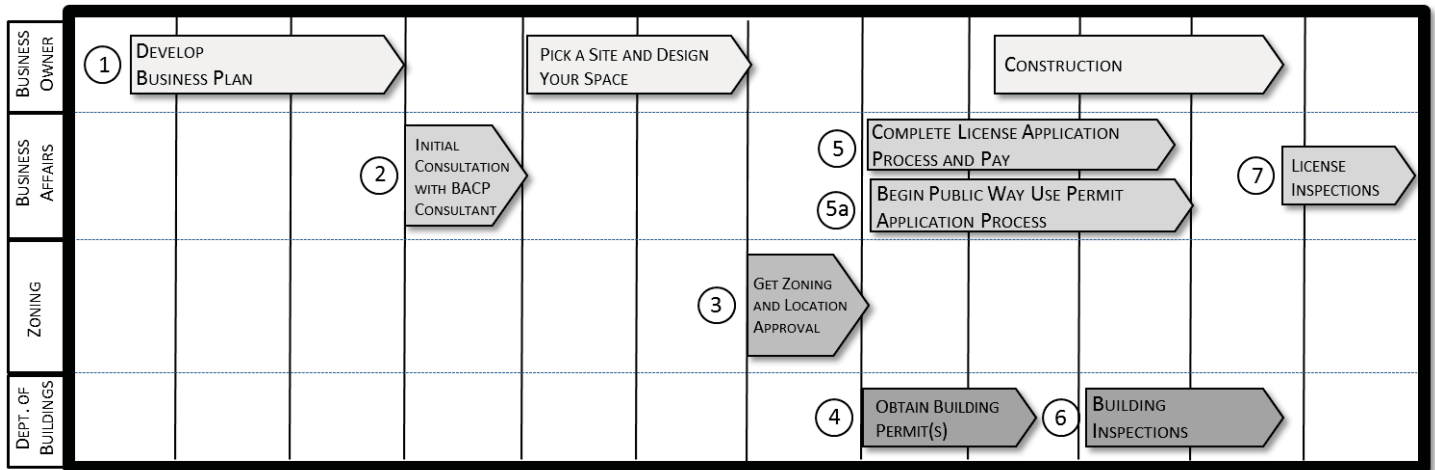 BUSINESS
OWNER
1
DEVELOP
BUSINESS PLAN
PICK A SITE AND DESIGN
YOUR SPACE
CONSTRUCTION
BUSINESS
AFFAIRS
2
INITIAL
CONSULTATION
WITH BACP
CONSULTANT
5
COMPLETE LICENSE APPLICATION
PROCESS AND PAY
5a
BEGIN PUBLIC WAY USE PERMIT
APPLICATION PROCESS
7
LICENSE
INSPECTIONS
ZONING
3
GET ZONING
AND LOCATION
APPROVAL
DEPT. OF
BUILDINGS
4
OBTAIN BUILDING
PERMIT(S)
6
BUILDING
INSPECTIONS